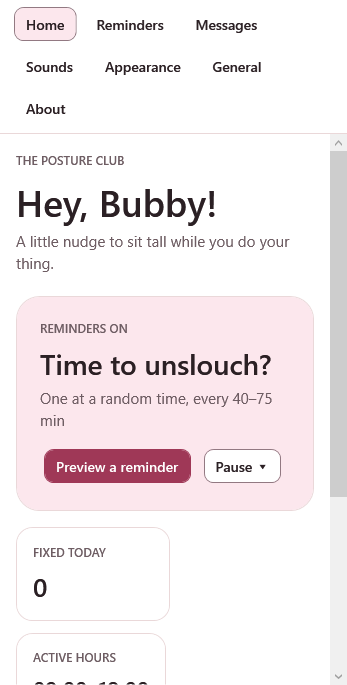 Home Reminders Messages
Sounds Appearance General
About
THE POSTURE CLUB
Hey, Bubby!
A little nudge to sit tall while you do your
thing.
REMINDERS ON
Time to unslouch?
One at a random time, every 40–75
min
Preview a reminder Pause
FIXED TODAY
0
ACTIVE HOURS